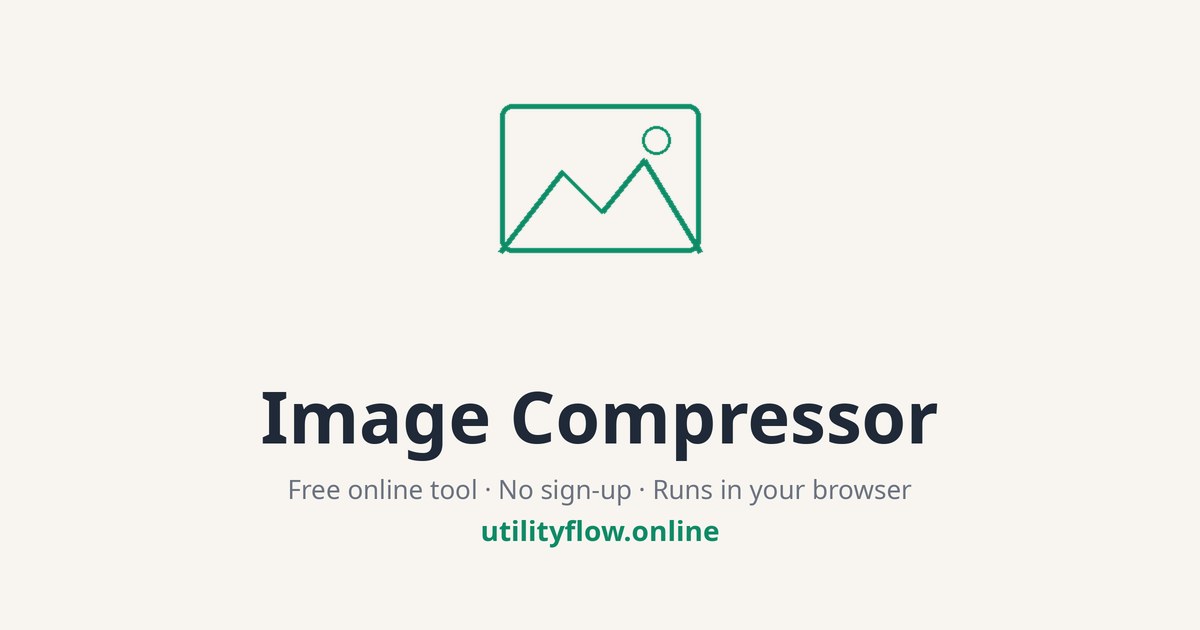 Image Compressor
Free online tool · No sign-up · Runs in your browser
utilityflow.online